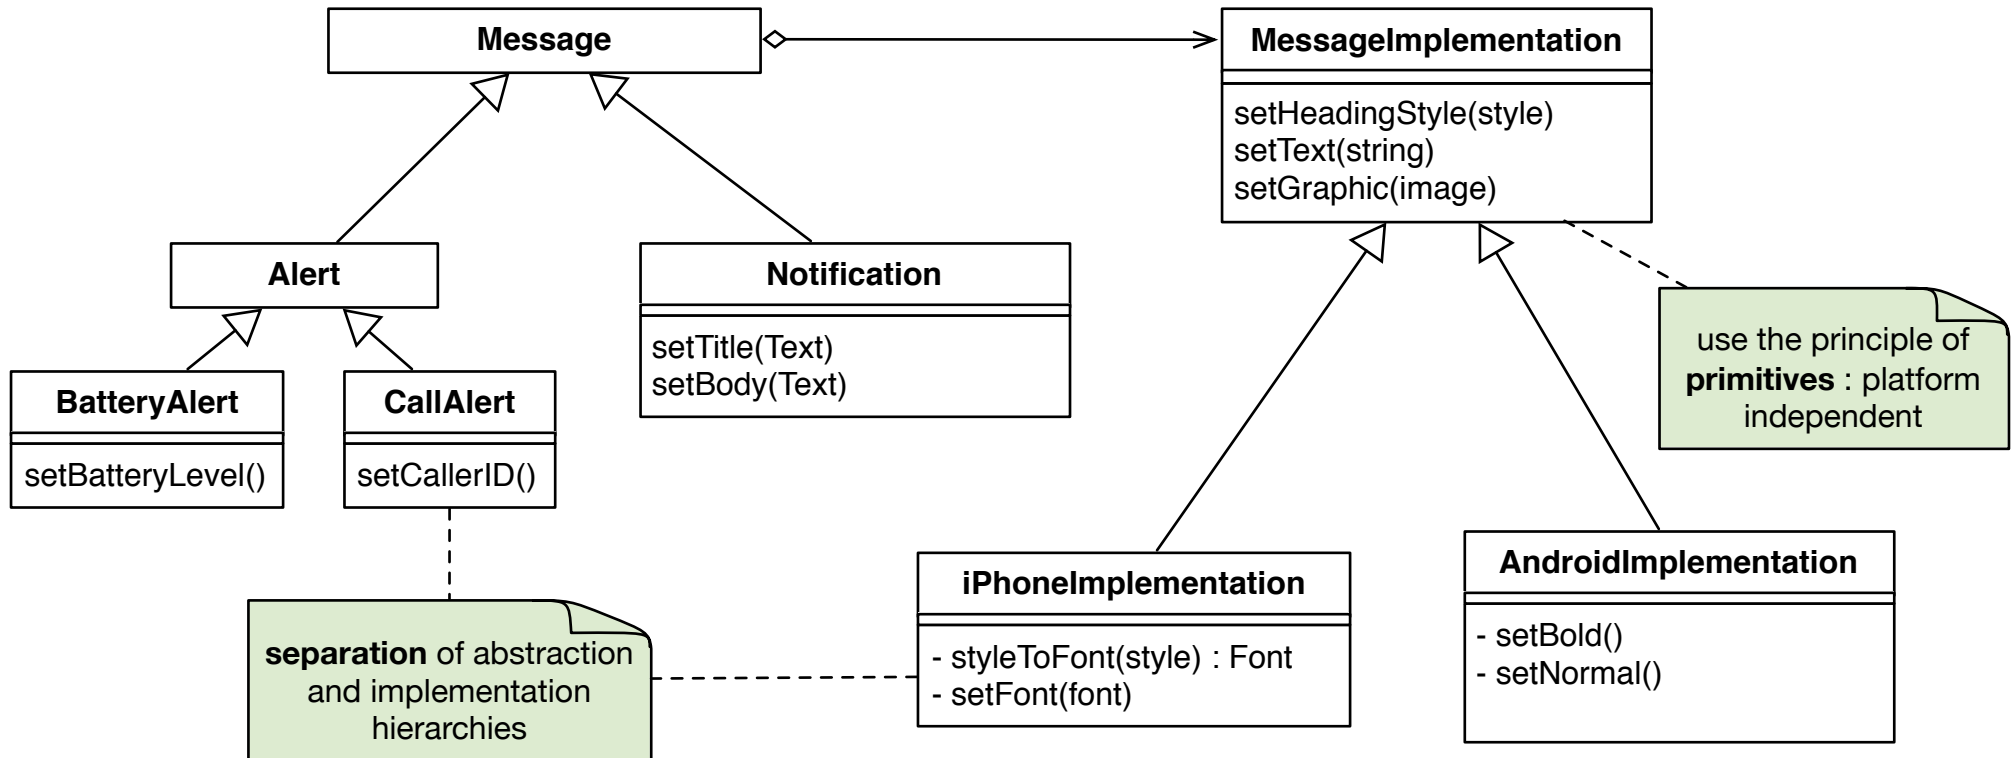 Message
MessageImplementation
setHeadingStyle(style)
setText(string)
setGraphic(image)
Alert
Notification
setTitle(Text)
setBody(Text)
use the principle of
primitives : platform
independent
BatteryAlert
setBatteryLevel()
CallAlert
setCallerID()
iPhoneImplementation
- styleToFont(style) : Font
- setFont(font)
AndroidImplementation
- setBold()
- setNormal()
separation of abstraction
and implementation
hierarchies